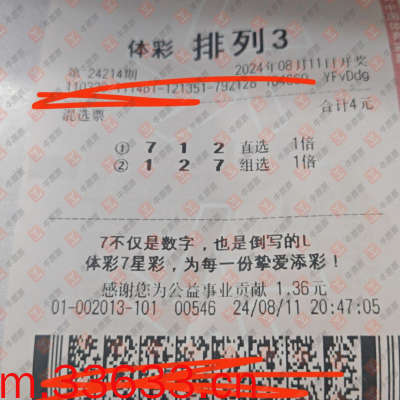 体彩 排列3
第 24214期 2024年08月11日开奖
YFvDdg
混选票 合计4元
① 7 1 2 直选 1倍
② 1 2 7 组选 1倍
7不仅是数字，也是倒写的L
体彩7星彩，为每一份挚爱添彩！
感谢您为公益事业贡献 1.36元
01-002013-101 00546 24/08/11 20:47:05
m.33633.cn